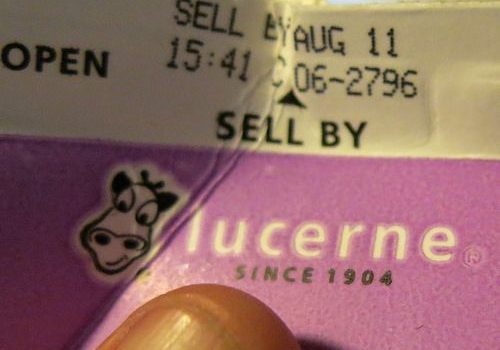 SELL BY AUG 11
OPEN 15:41 C 06-2796
SELL BY
lucerne®
SINCE 1904